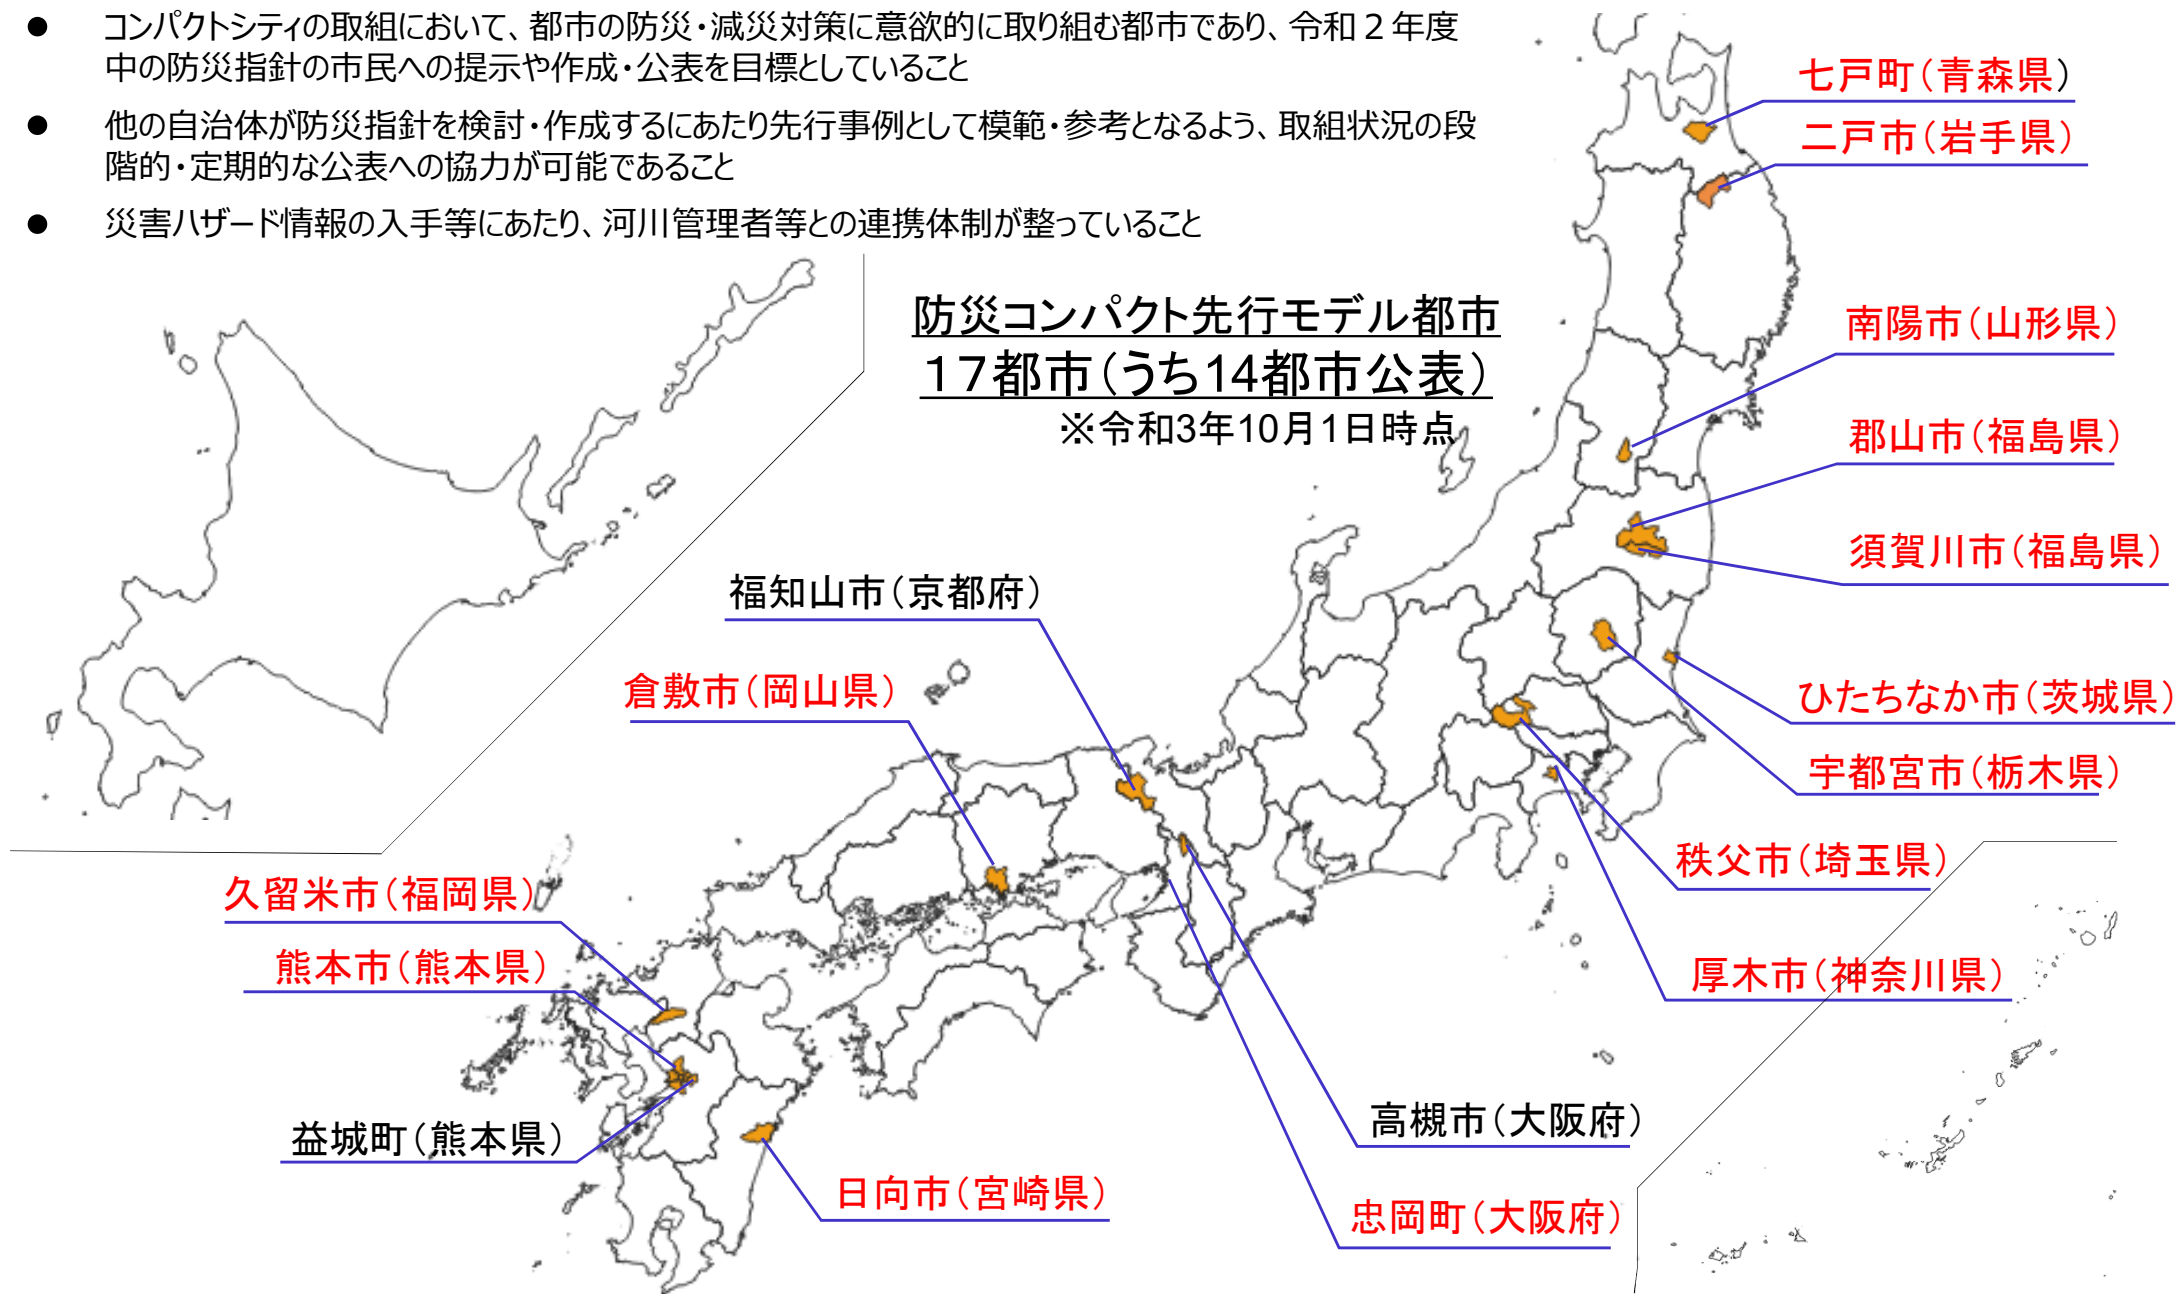 ● コンパクトシティの取組において、都市の防災・減災対策に意欲的に取り組む都市であり、令和２年度
中の防災指針の市民への提示や作成・公表を目標としていること
● 他の自治体が防災指針を検討・作成するにあたり先行事例として模範・参考となるよう、取組状況の段
階的・定期的な公表への協力が可能であること
● 災害ハザード情報の入手等にあたり、河川管理者等との連携体制が整っていること
防災コンパクト先行モデル都市
１７都市（うち14都市公表）
※令和3年10月1日時点
七戸町（青森県）
二戸市（岩手県）
南陽市（山形県）
郡山市（福島県）
須賀川市（福島県）
ひたちなか市（茨城県）
宇都宮市（栃木県）
秩父市（埼玉県）
厚木市（神奈川県）
福知山市（京都府）
倉敷市（岡山県）
久留米市（福岡県）
熊本市（熊本県）
益城町（熊本県）
日向市（宮崎県）
高槻市（大阪府）
忠岡町（大阪府）